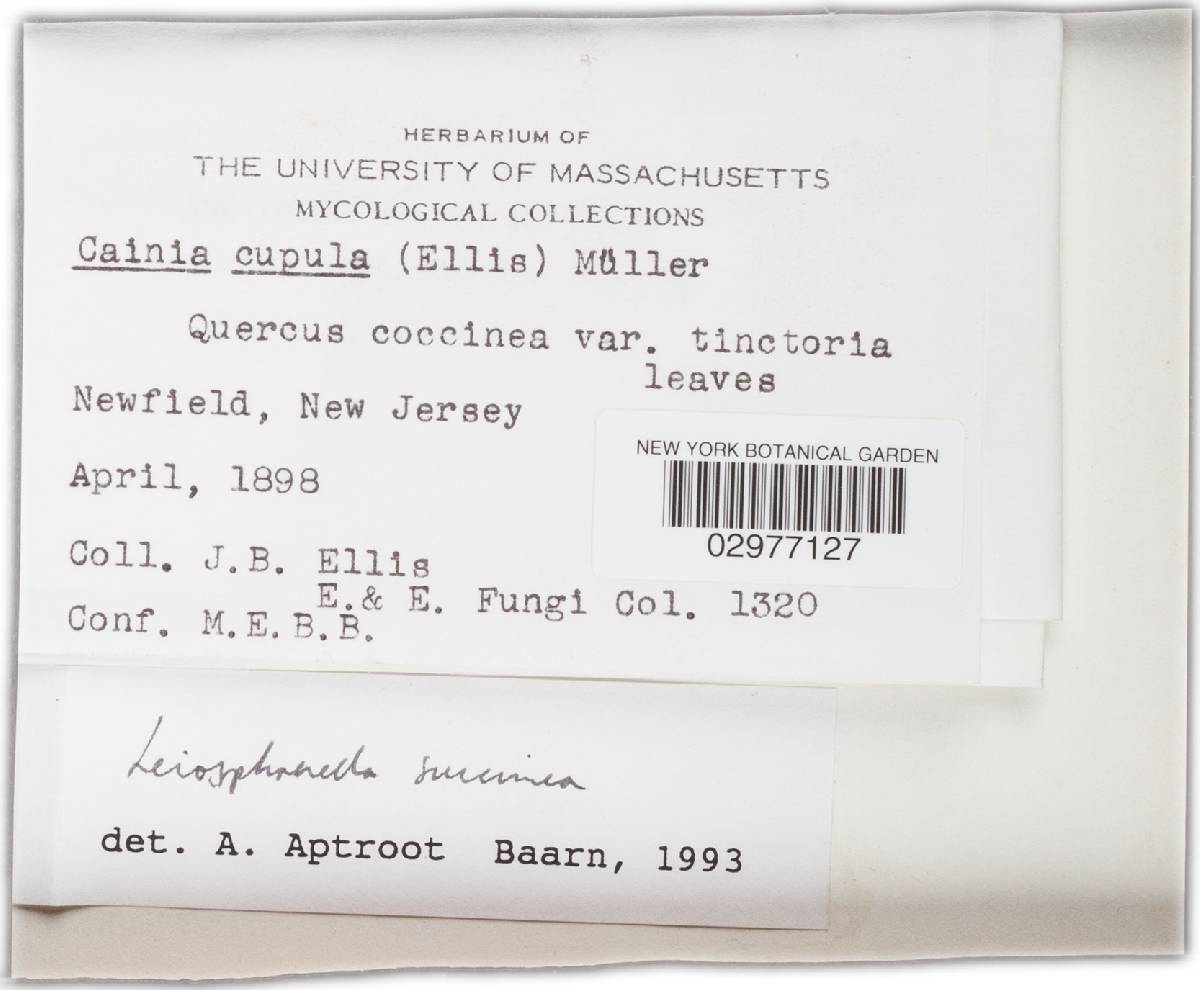 HERBARIUM OF
THE UNIVERSITY OF MASSACHUSETTS
MYCOLOGICAL COLLECTIONS
Cainia cupula (Ellis) Müller
Quercus coccinea var. tinctoria
leaves
Newfield, New Jersey
April, 1898
NEW YORK BOTANICAL GARDEN
02977127
Coll. J.B. Ellis
E.& E. Fungi Col. 1320
Conf. M.E.B.B.
Leiosphaerella succinea
det. A. Aptroot Baarn, 1993